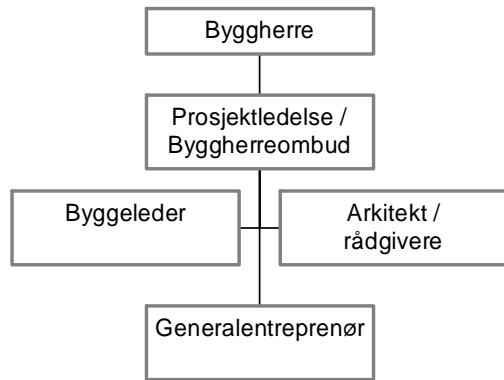 Byggherre
Prosjektledelse /
Byggherreombud
Byggeleder
Arkitekt /
rådgivere
Generalentreprenør